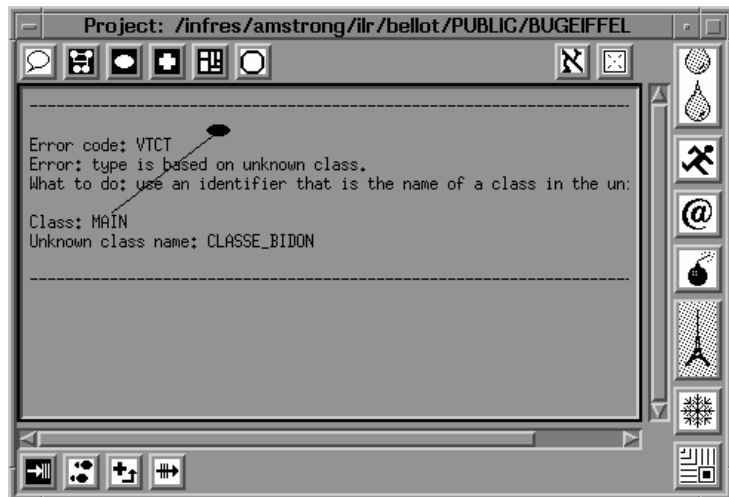 Project: /infres/amstrong/ilr/bellot/PUBLIC/BUGEIFFEL
Error code: VTCT
Error: type is based on unknown class.
What to do: use an identifier that is the name of a class in the un
Class: MAIN
Unknown class name: CLASSE_BIDON